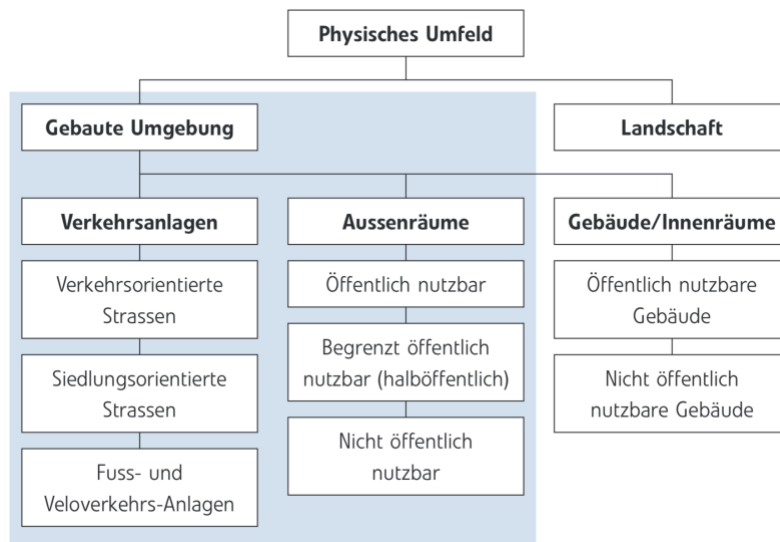 Physisches Umfeld
Gebaute Umgebung
Landschaft
Verkehrsanlagen
Aussenräume
Gebäude/Innenräume
Verkehrsorientierte
Strassen
Öffentlich nutzbar
Öffentlich nutzbare
Gebäude
Siedlungsorientierte
Strassen
Begrenzt öffentlich
nutzbar (halböffentlich)
Nicht öffentlich
nutzbare Gebäude
Fuss- und
Veloverkehrs-Anlagen
Nicht öffentlich
nutzbar